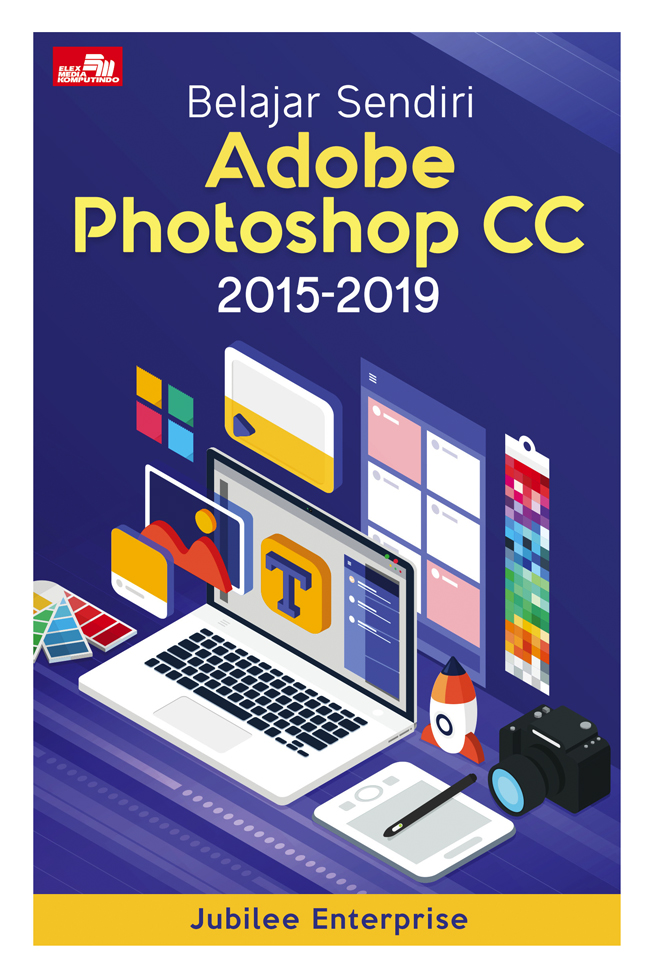 ELEX
MEDIA
KOMPUTINDO
Belajar Sendiri
Adobe
Photoshop CC
2015-2019
T
Jubilee Enterprise